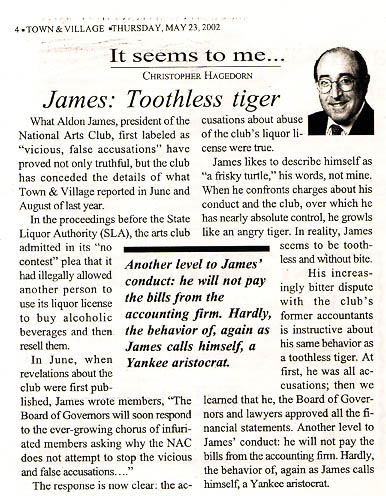 4 • TOWN & VILLAGE • THURSDAY, MAY 23, 2002
It seems to me...
CHRISTOPHER HAGEDORN
James: Toothless tiger
What Aldon James, president of the
National Arts Club, first labeled as
"vicious, false accusations" have
proved not only truthful, but the club
has conceded the details of what
Town & Village reported in June and
August of last year.
In the proceedings before the State
Liquor Authority (SLA), the arts club
admitted in its "no
contest" plea that it
had illegally allowed
another person to
use its liquor license
to buy alcoholic
beverages and then
resell them.
In June, when
revelations about the
club were first pub-
lished, James wrote members, "The
Board of Governors will soon respond
to the ever-growing chorus of infuri-
ated members asking why the NAC
does not attempt to stop the vicious
and false accusations...."
The response is now clear: the ac-
cusations about abuse
of the club's liquor li-
cense were true.
James likes to describe himself as
"a frisky turtle," his words, not mine.
When he confronts charges about his
conduct and the club, over which he
has nearly absolute control, he growls
like an angry tiger. In reality, James
seems to be tooth-
less and without bite.
His increas-
ingly bitter dispute
with the club's
former accountants
is instructive about
his same behavior as
a toothless tiger. At
first, he was all ac-
cusations; then we
learned that he, the Board of Gover-
nors and lawyers approved all the fi-
nancial statements. Another level to
James' conduct: he will not pay the
bills from the accounting firm. Hardly,
the behavior of, again as James calls
himself, a Yankee aristocrat.
Another level to James'
conduct: he will not pay
the bills from the
accounting firm. Hardly,
the behavior of, again as
James calls himself, a
Yankee aristocrat.